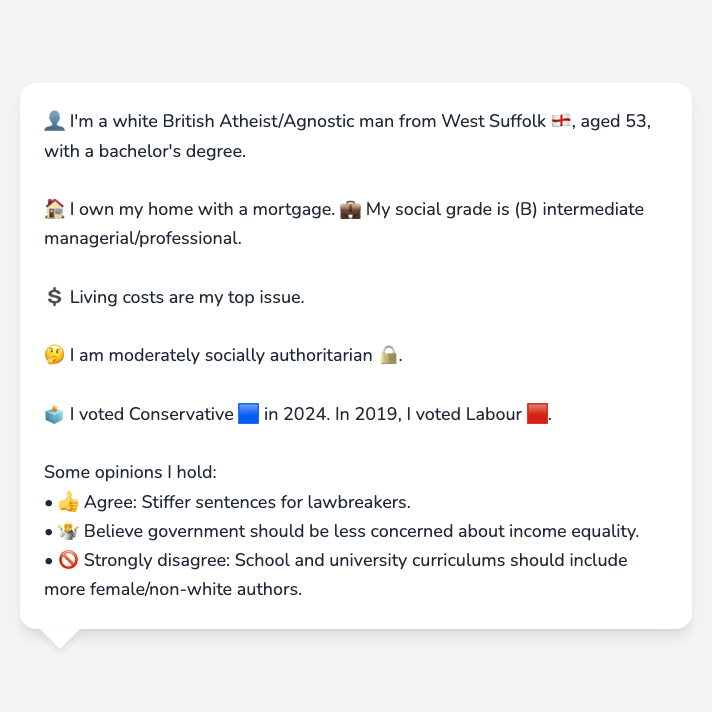 👤 I'm a white British Atheist/Agnostic man from West Suffolk 🏴󠁧󠁢󠁥󠁮󠁧󠁿, aged 53,
with a bachelor's degree.
🏠 I own my home with a mortgage. 💼 My social grade is (B) intermediate
managerial/professional.
💲 Living costs are my top issue.
🤔 I am moderately socially authoritarian 🔒.
🗳️ I voted Conservative 🟦 in 2024. In 2019, I voted Labour 🟥.
Some opinions I hold:
• 👍 Agree: Stiffer sentences for lawbreakers.
• 🤷 Believe government should be less concerned about income equality.
• 🚫 Strongly disagree: School and university curriculums should include
more female/non-white authors.